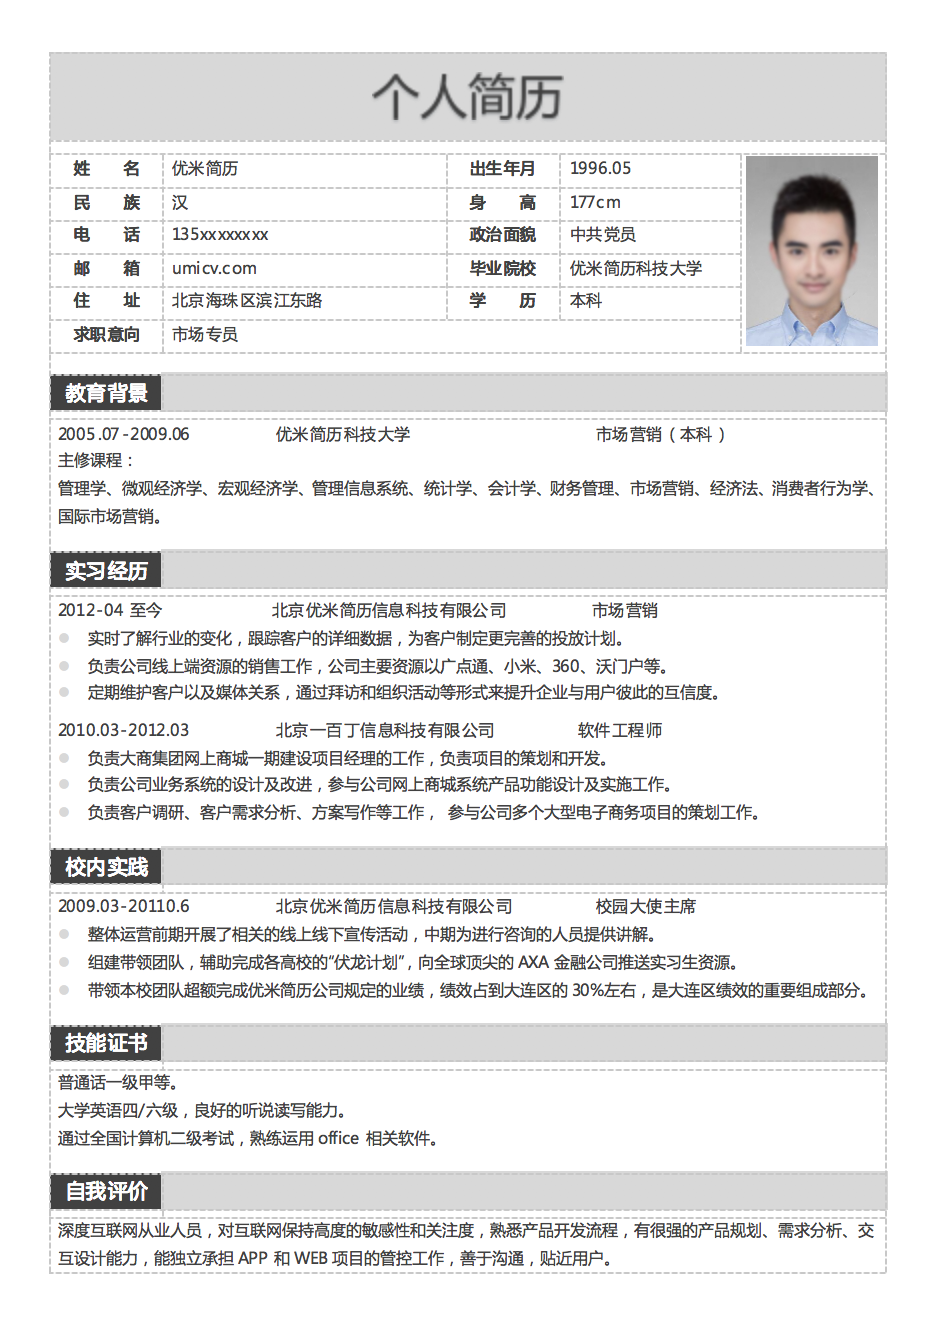 个人简历
姓 名 优米简历 出生年月 1996.05
民 族 汉 身 高 177cm
电 话 135xxxxxxxx 政治面貌 中共党员
邮 箱 umicv.com 毕业院校 优米简历科技大学
住 址 北京海珠区滨江东路 学 历 本科
求职意向 市场专员
教育背景
2005.07-2009.06 优米简历科技大学 市场营销（本科）
主修课程：
管理学、微观经济学、宏观经济学、管理信息系统、统计学、会计学、财务管理、市场营销、经济法、消费者行为学、
国际市场营销。
实习经历
2012-04 至今 北京优米简历信息科技有限公司 市场营销
实时了解行业的变化，跟踪客户的详细数据，为客户制定更完善的投放计划。
负责公司线上端资源的销售工作，公司主要资源以广点通、小米、360、沃门户等。
定期维护客户以及媒体关系，通过拜访和组织活动等形式来提升企业与用户彼此的互信度。
2010.03-2012.03 北京一百丁信息科技有限公司 软件工程师
负责大商集团网上商城一期建设项目经理的工作，负责项目的策划和开发。
负责公司业务系统的设计及改进，参与公司网上商城系统产品功能设计及实施工作。
负责客户调研、客户需求分析、方案写作等工作， 参与公司多个大型电子商务项目的策划工作。
校内实践
2009.03-20110.6 北京优米简历信息科技有限公司 校园大使主席
整体运营前期开展了相关的线上线下宣传活动，中期为进行咨询的人员提供讲解。
组建带领团队，辅助完成各高校的“伏龙计划”，向全球顶尖的 AXA 金融公司推送实习生资源。
带领本校团队超额完成优米简历公司规定的业绩，绩效占到大连区的 30%左右，是大连区绩效的重要组成部分。
技能证书
普通话一级甲等。
大学英语四/六级，良好的听说读写能力。
通过全国计算机二级考试，熟练运用 office 相关软件。
自我评价
深度互联网从业人员，对互联网保持高度的敏感性和关注度，熟悉产品开发流程，有很强的产品规划、需求分析、交
互设计能力，能独立承担 APP 和 WEB 项目的管控工作，善于沟通，贴近用户。